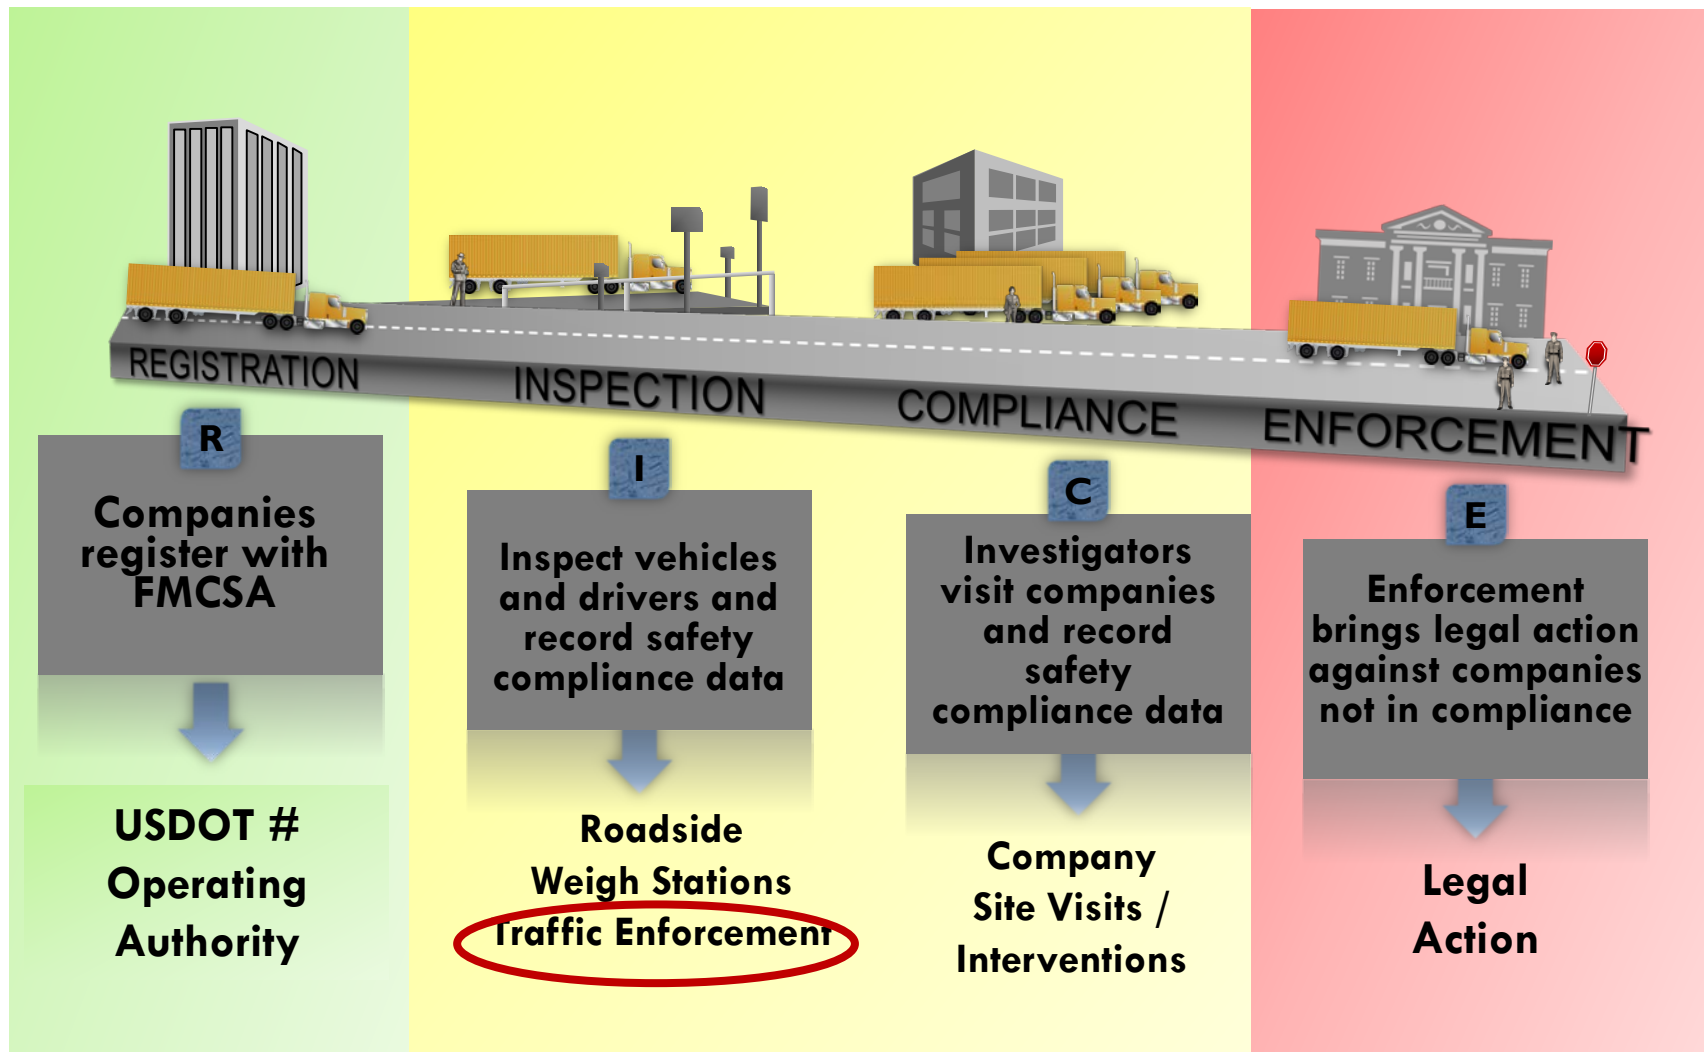 REGISTRATION
INSPECTION
COMPLIANCE
ENFORCEMENT
R
Companies
register with
FMCSA
USDOT #
Operating
Authority
I
Inspect vehicles
and drivers and
record safety
compliance data
Roadside
Weigh Stations
Traffic Enforcement
C
Investigators
visit companies
and record
safety
compliance data
Company
Site Visits /
Interventions
E
Enforcement
brings legal action
against companies
not in compliance
Legal
Action